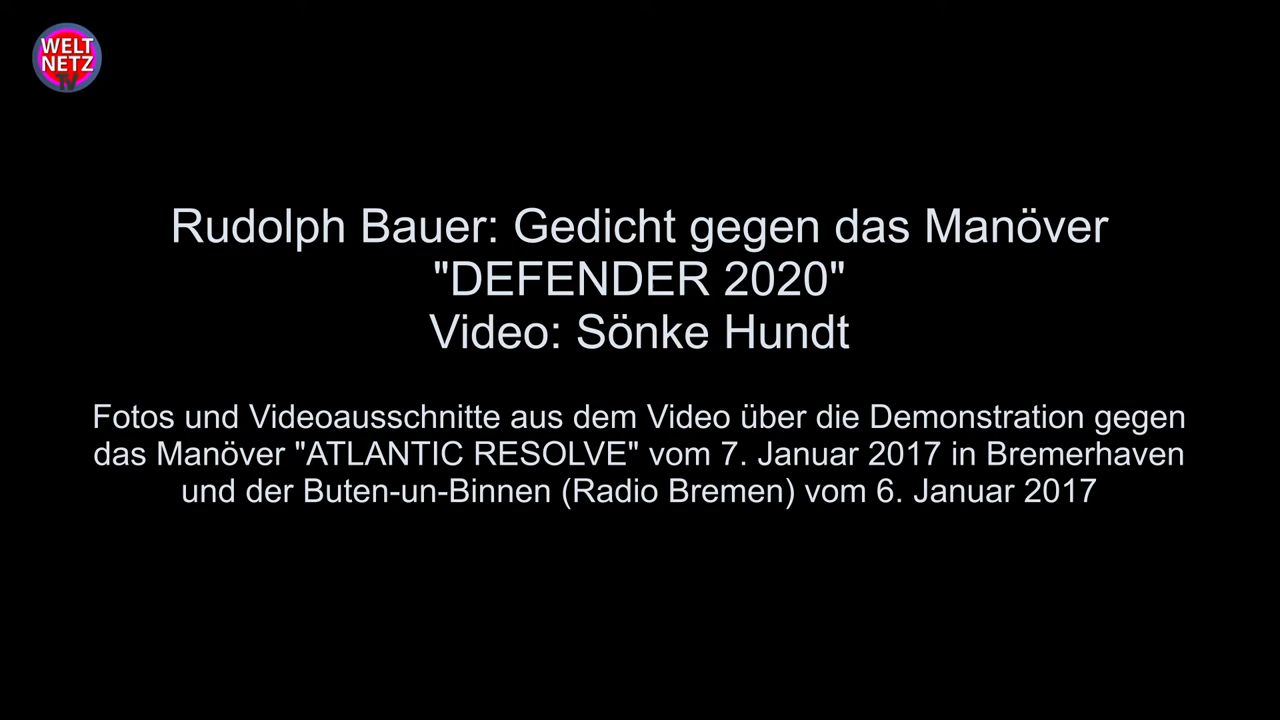 WELT
NETZ
TV
Rudolph Bauer: Gedicht gegen das Manöver
"DEFENDER 2020"
Video: Sönke Hundt
Fotos und Videoausschnitte aus dem Video über die Demonstration gegen
das Manöver "ATLANTIC RESOLVE" vom 7. Januar 2017 in Bremerhaven
und der Buten-un-Binnen (Radio Bremen) vom 6. Januar 2017